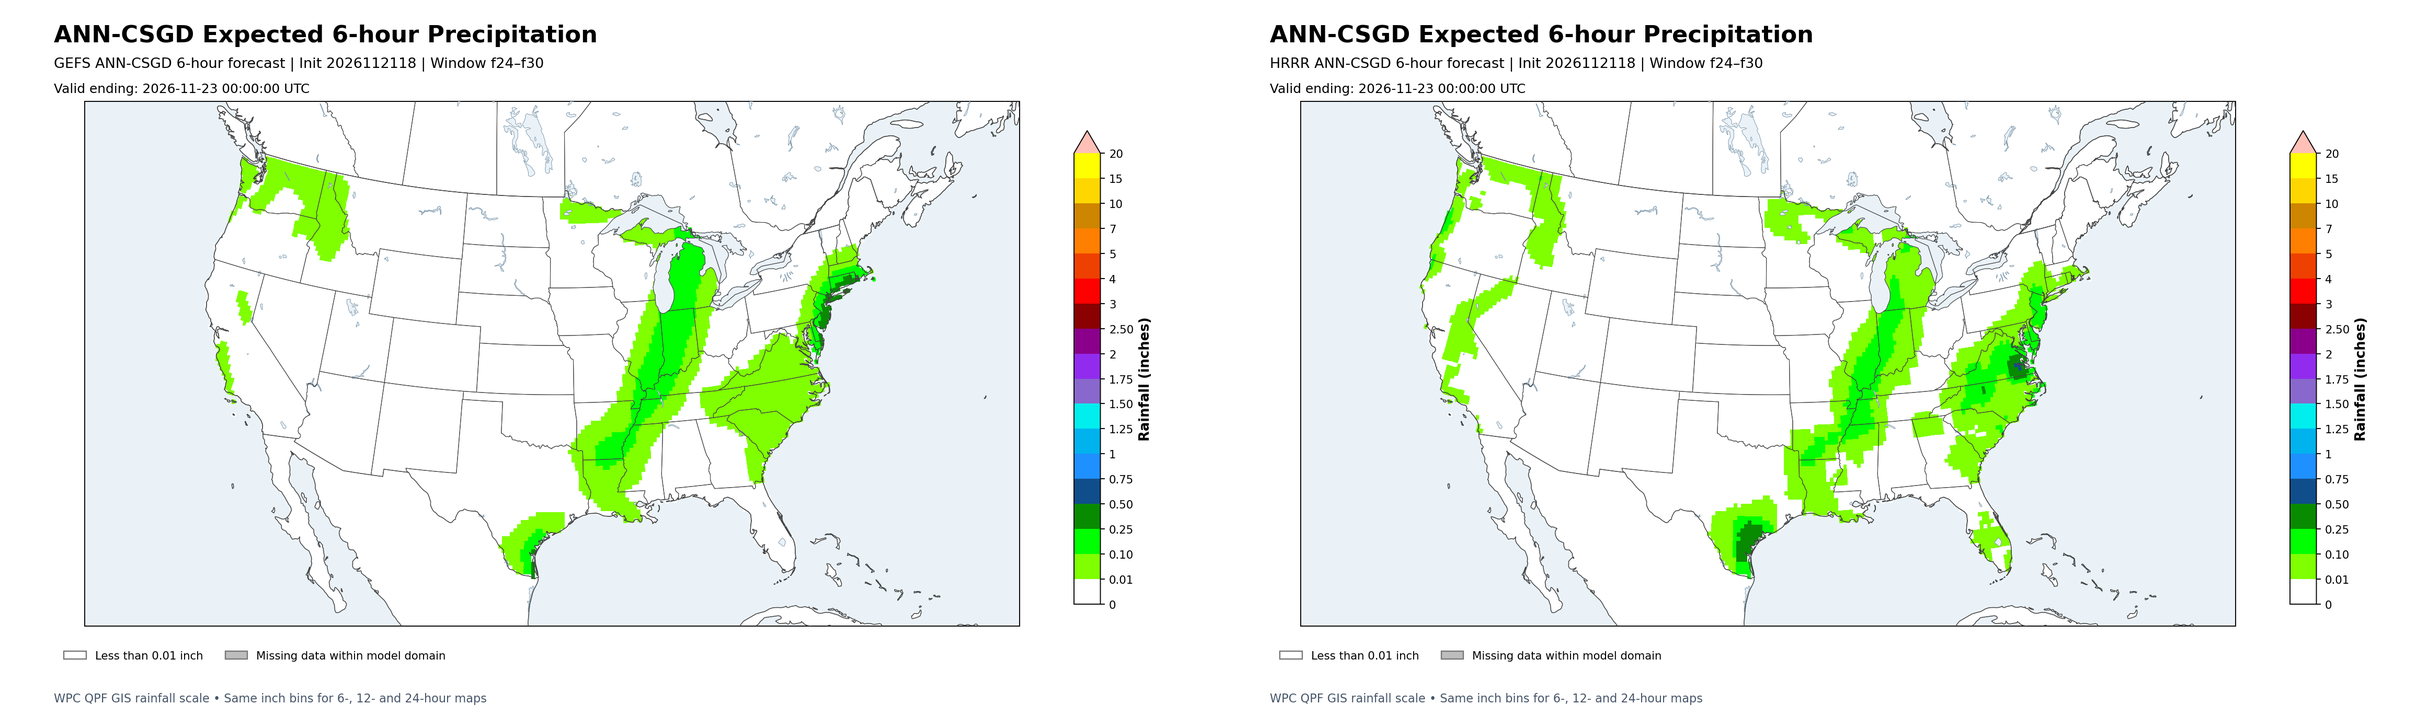 ANN-CSGD Expected 6-hour Precipitation
GEFS ANN-CSGD 6-hour forecast | Init 2026112118 | Window f24–f30
Valid ending: 2026-11-23 00:00:00 UTC
20
15
10
7
5
4
3
2.50
2
1.75
1.50
1.25
1
0.75
0.50
0.25
0.10
0.01
0
Rainfall (inches)
Less than 0.01 inch
Missing data within model domain
WPC QPF GIS rainfall scale • Same inch bins for 6-, 12- and 24-hour maps
ANN-CSGD Expected 6-hour Precipitation
HRRR ANN-CSGD 6-hour forecast | Init 2026112118 | Window f24–f30
Valid ending: 2026-11-23 00:00:00 UTC
20
15
10
7
5
4
3
2.50
2
1.75
1.50
1.25
1
0.75
0.50
0.25
0.10
0.01
0
Rainfall (inches)
Less than 0.01 inch
Missing data within model domain
WPC QPF GIS rainfall scale • Same inch bins for 6-, 12- and 24-hour maps